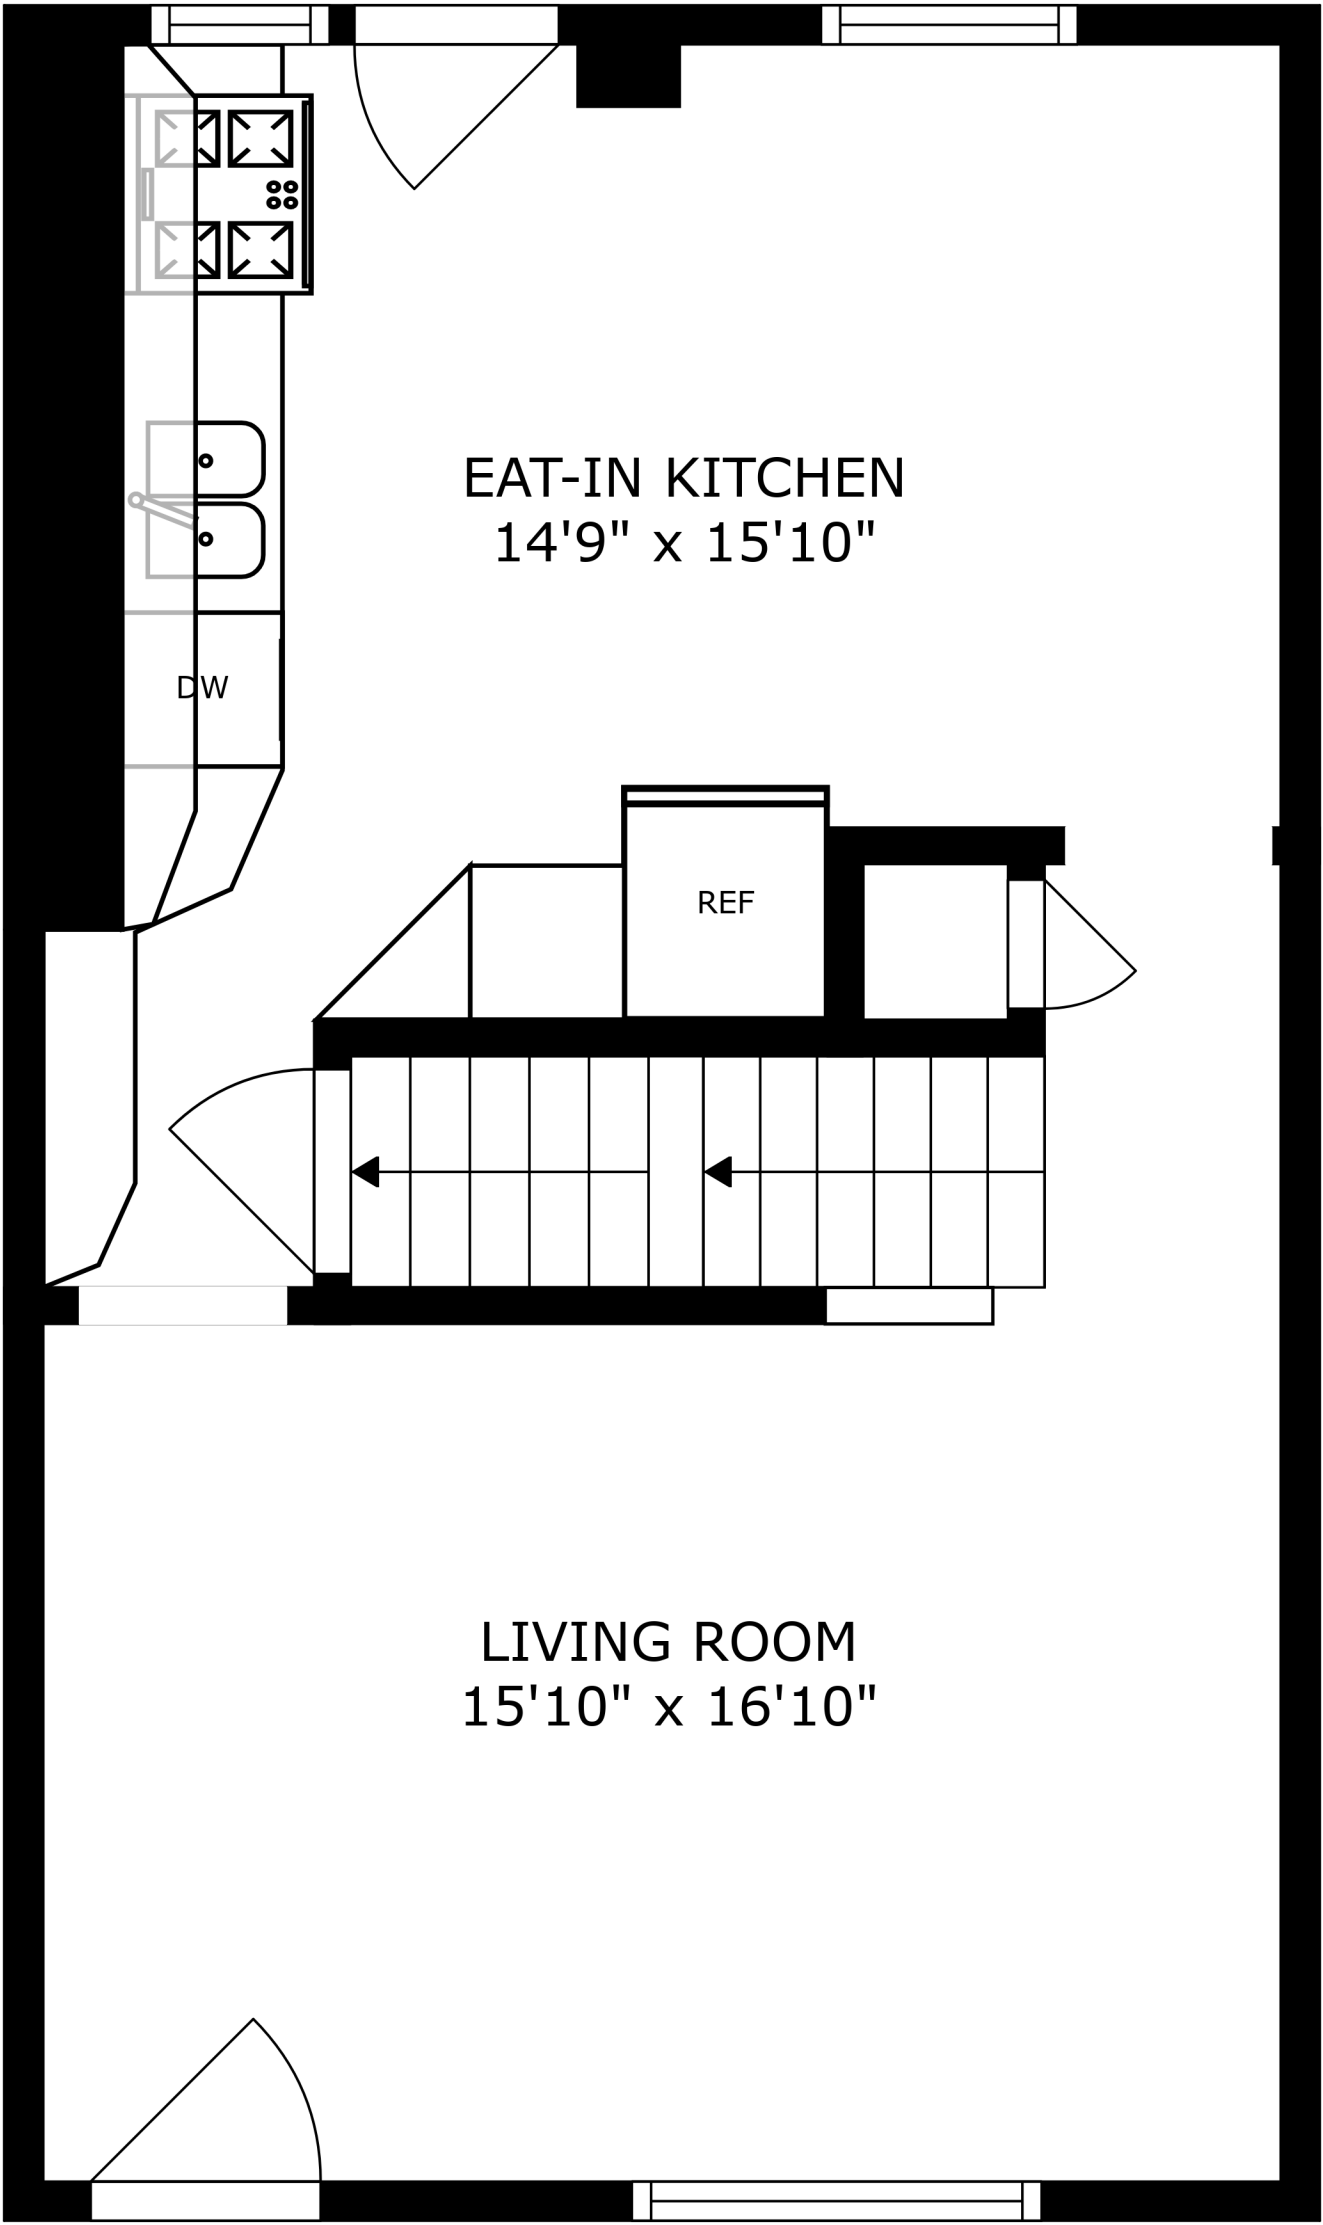 EAT-IN KITCHEN
14'9" x 15'10"
DW
REF
LIVING ROOM
15'10" x 16'10"